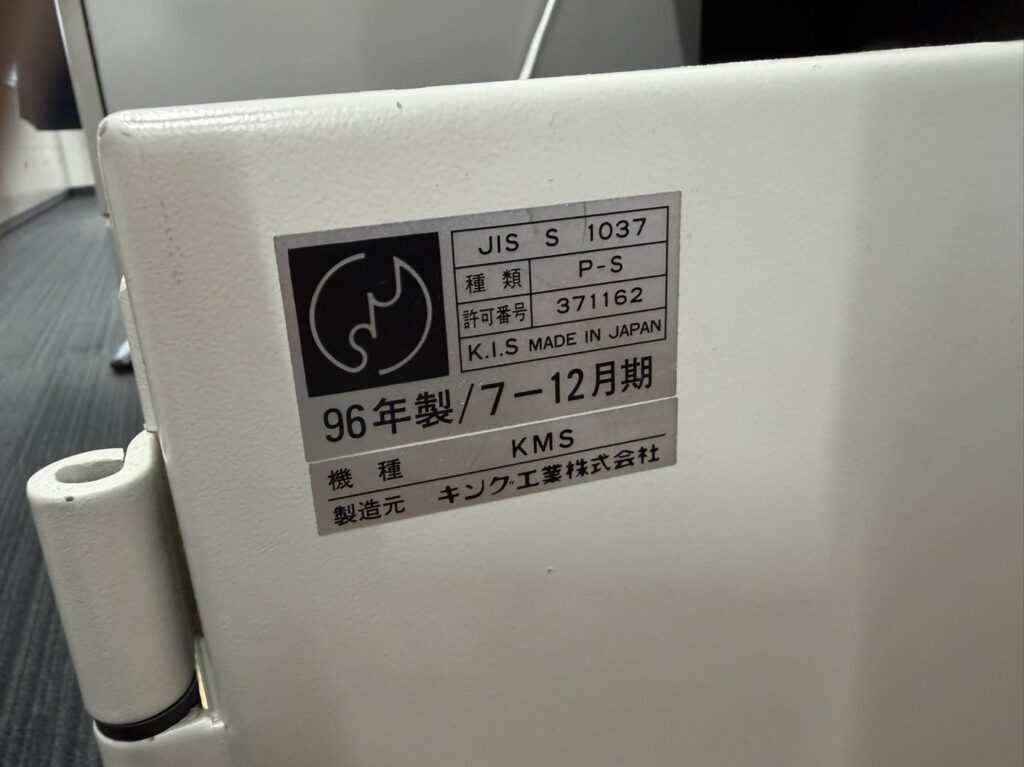 JIS S 1037
種類 P-S
許可番号 371162
K.I.S MADE IN JAPAN
96年製/7-12月期
機種 KMS
製造元 キング工業株式会社